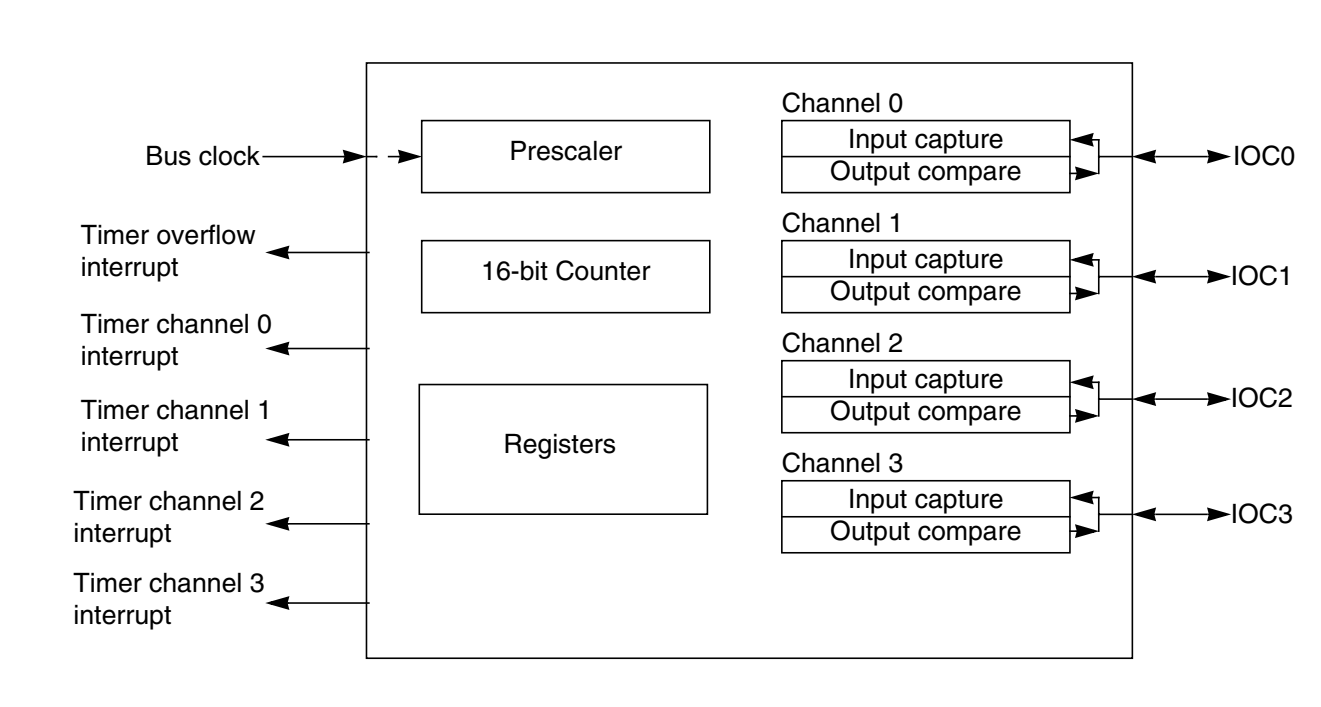 Bus clock
Timer overflow
interrupt
Timer channel 0
interrupt
Timer channel 1
interrupt
Timer channel 2
interrupt
Timer channel 3
interrupt
Prescaler
16-bit Counter
Registers
Channel 0
Input capture
Output compare
Channel 1
Input capture
Output compare
Channel 2
Input capture
Output compare
Channel 3
Input capture
Output compare
IOC0
IOC1
IOC2
IOC3